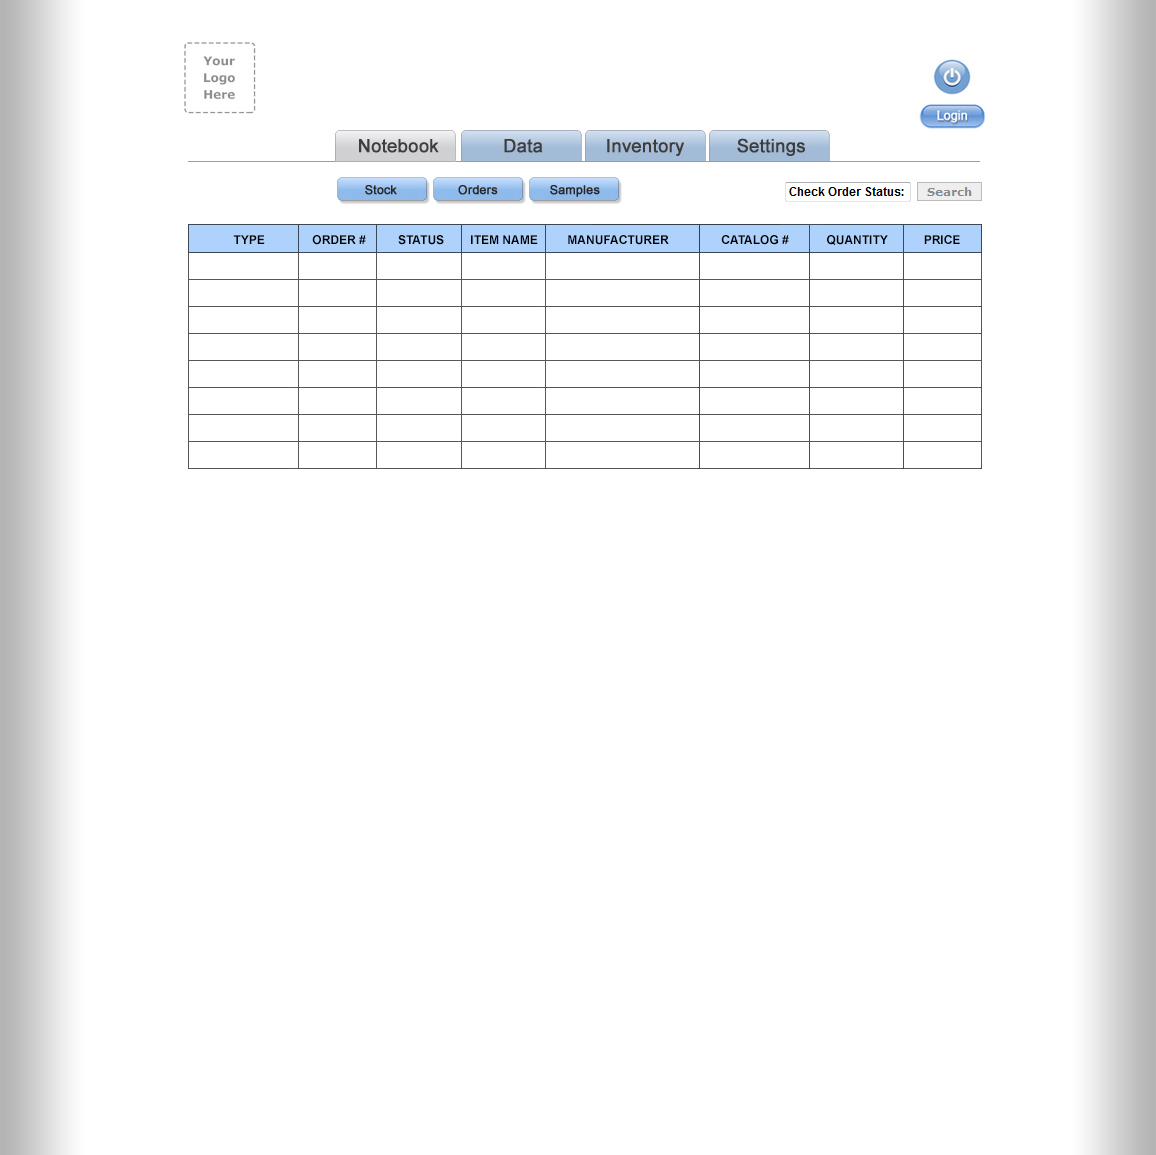 Your
Logo
Here
Login
Notebook Data Inventory Settings
Stock Orders Samples Check Order Status: Search
TYPE ORDER # STATUS ITEM NAME MANUFACTURER CATALOG # QUANTITY PRICE